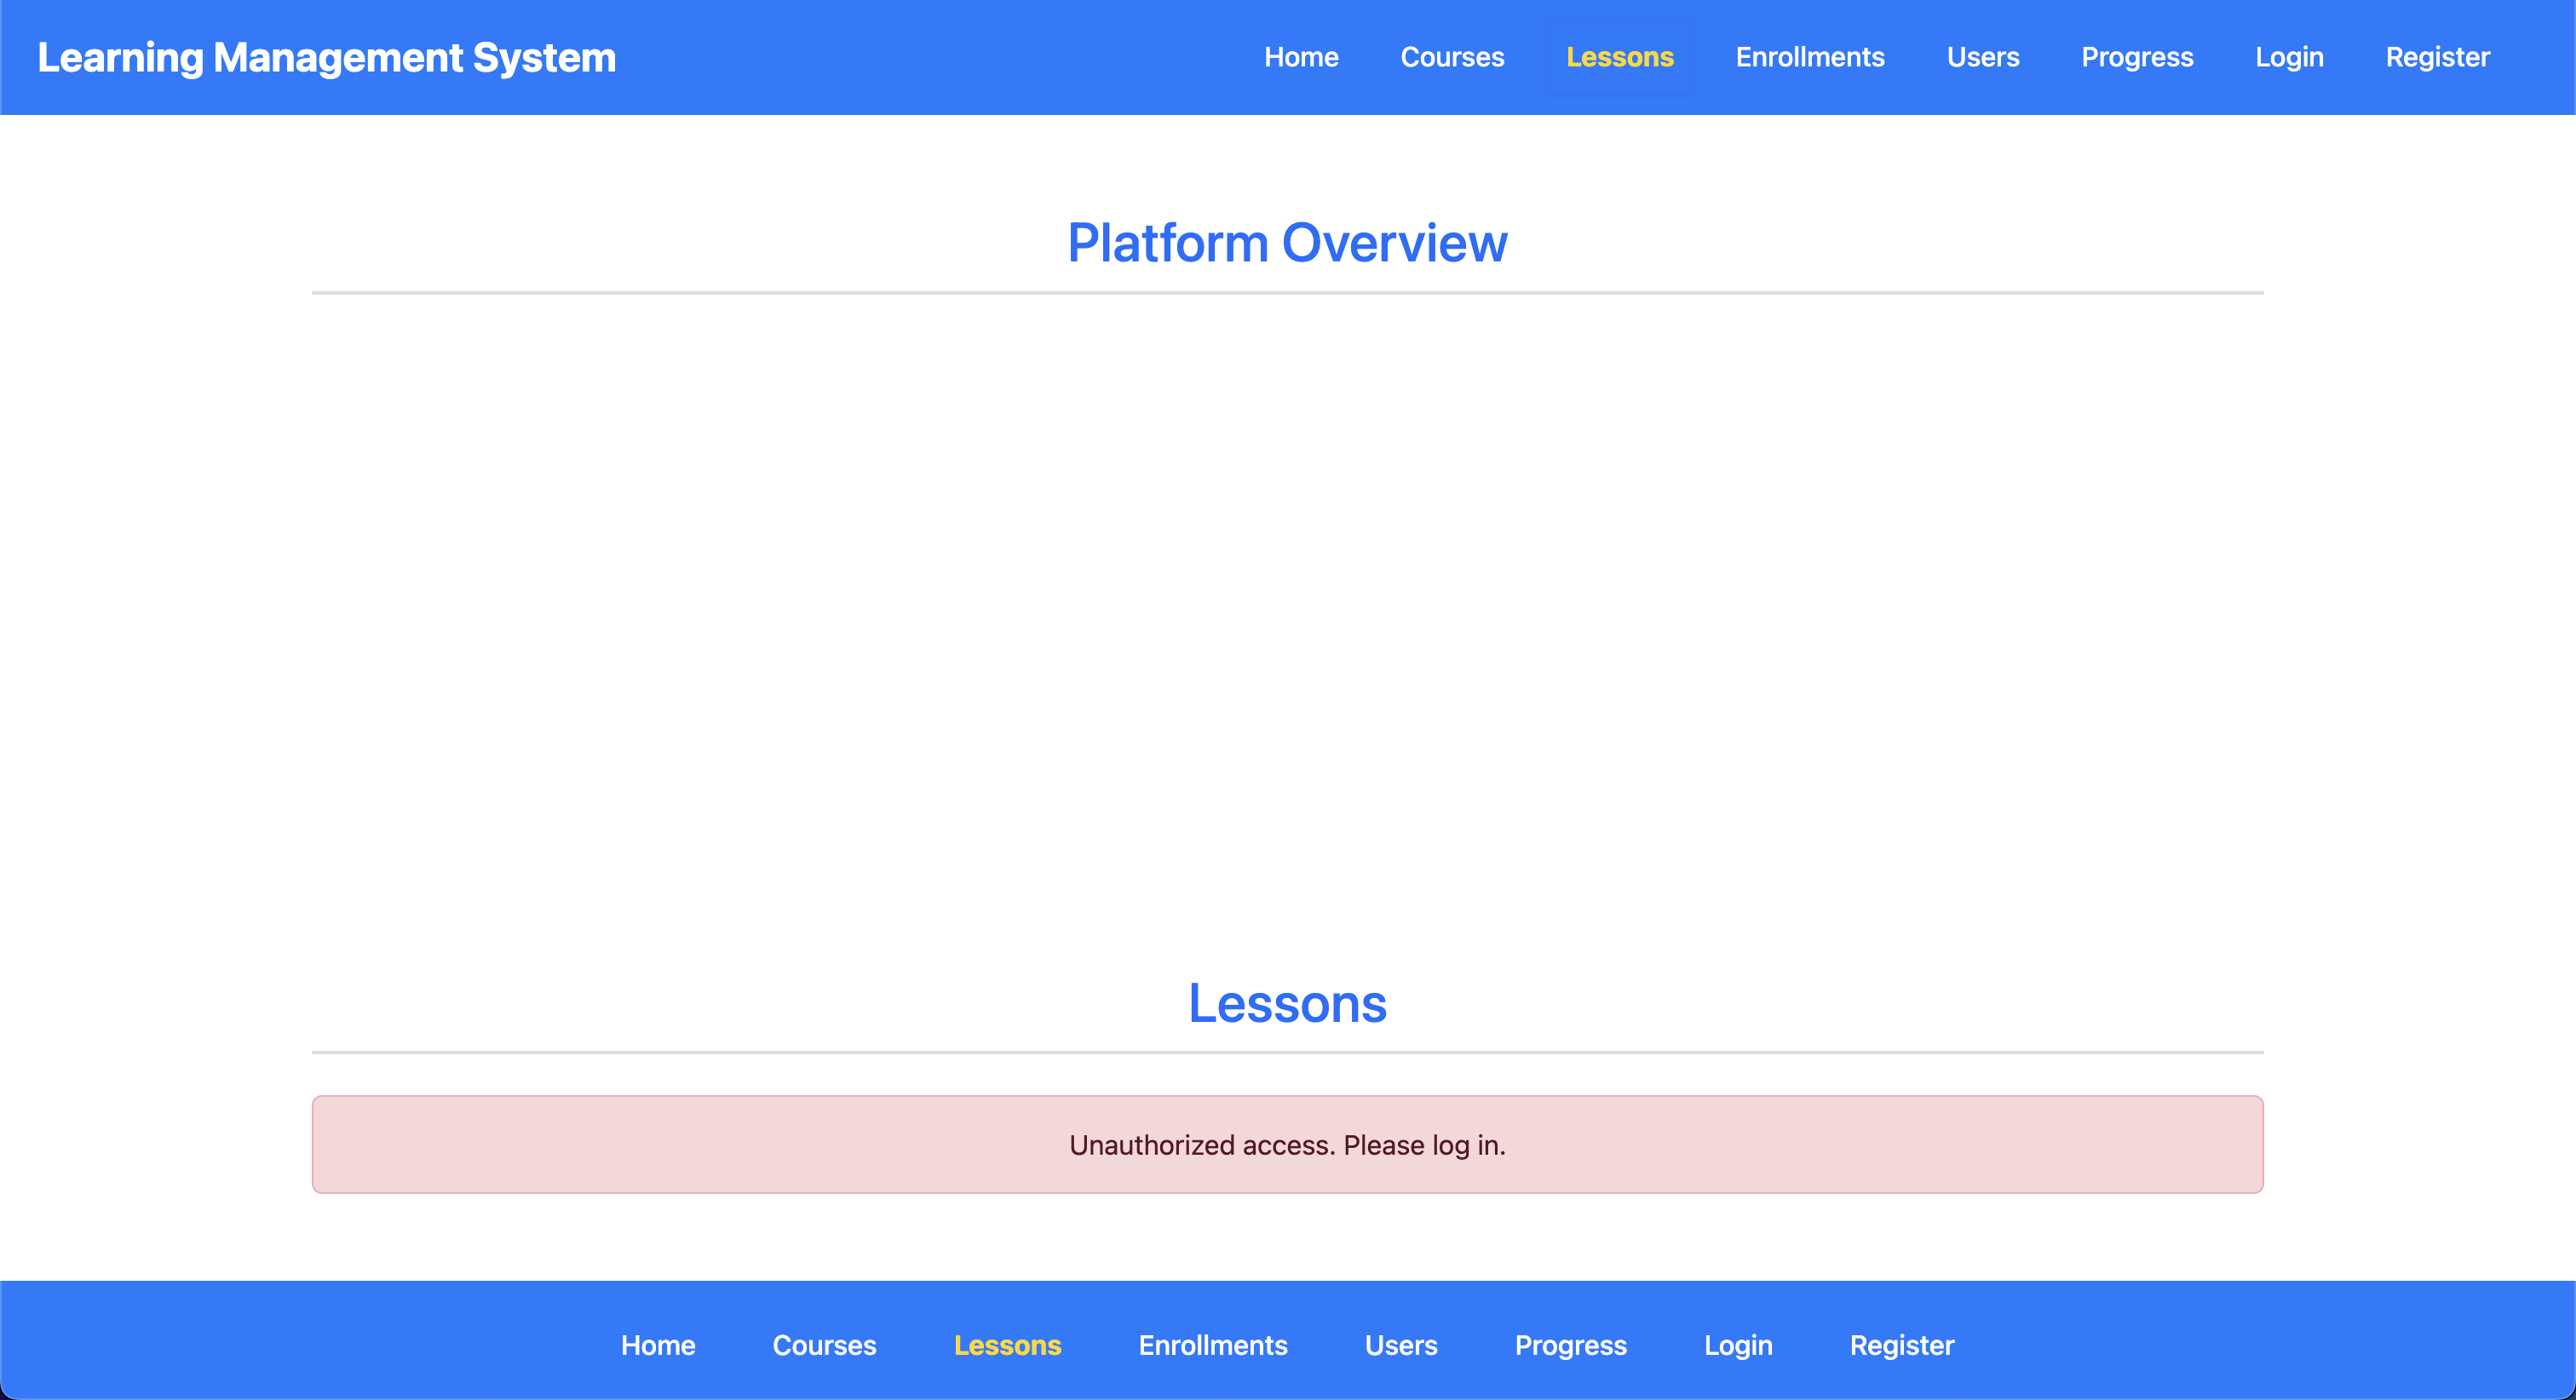 Learning Management System Home Courses Lessons Enrollments Users Progress Login Register
Platform Overview
Lessons
Unauthorized access. Please log in.
Home Courses Lessons Enrollments Users Progress Login Register